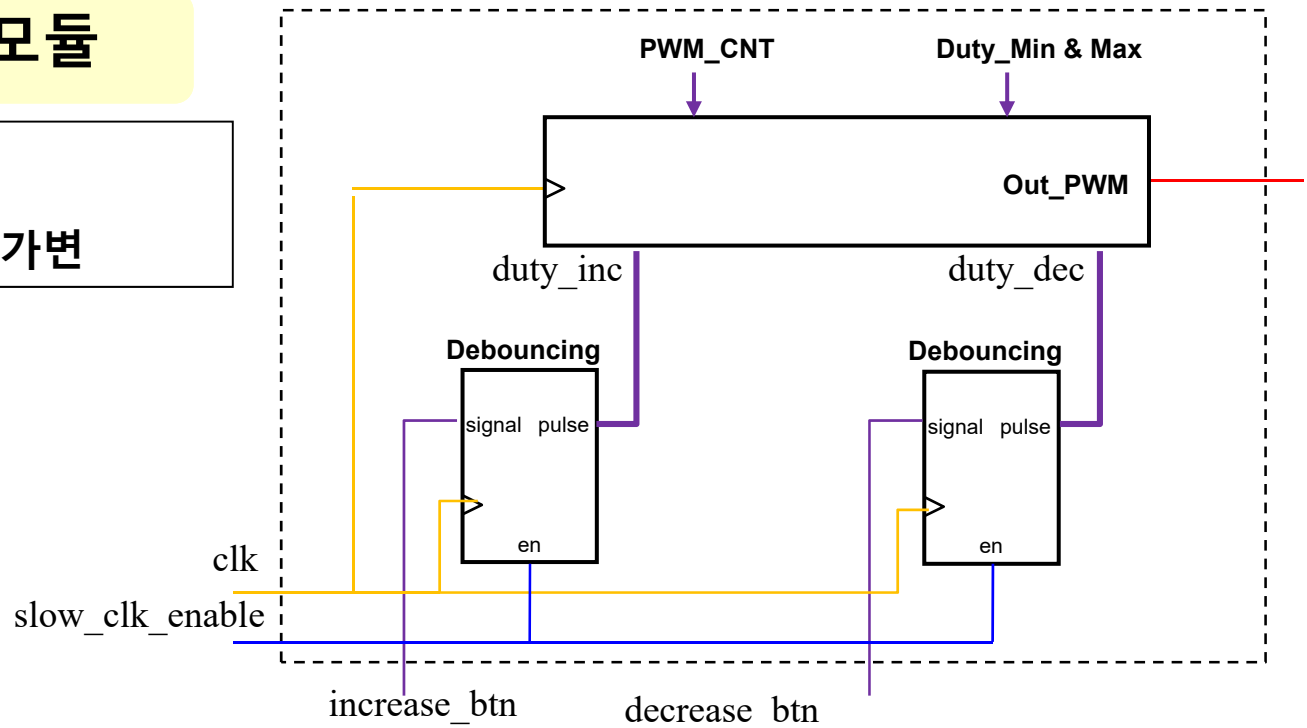 모듈
가변
PWM_CNT
Duty_Min & Max
Out_PWM
duty_inc
duty_dec
Debouncing
Debouncing
signal pulse
signal pulse
en
en
clk
slow_clk_enable
increase_btn
decrease_btn